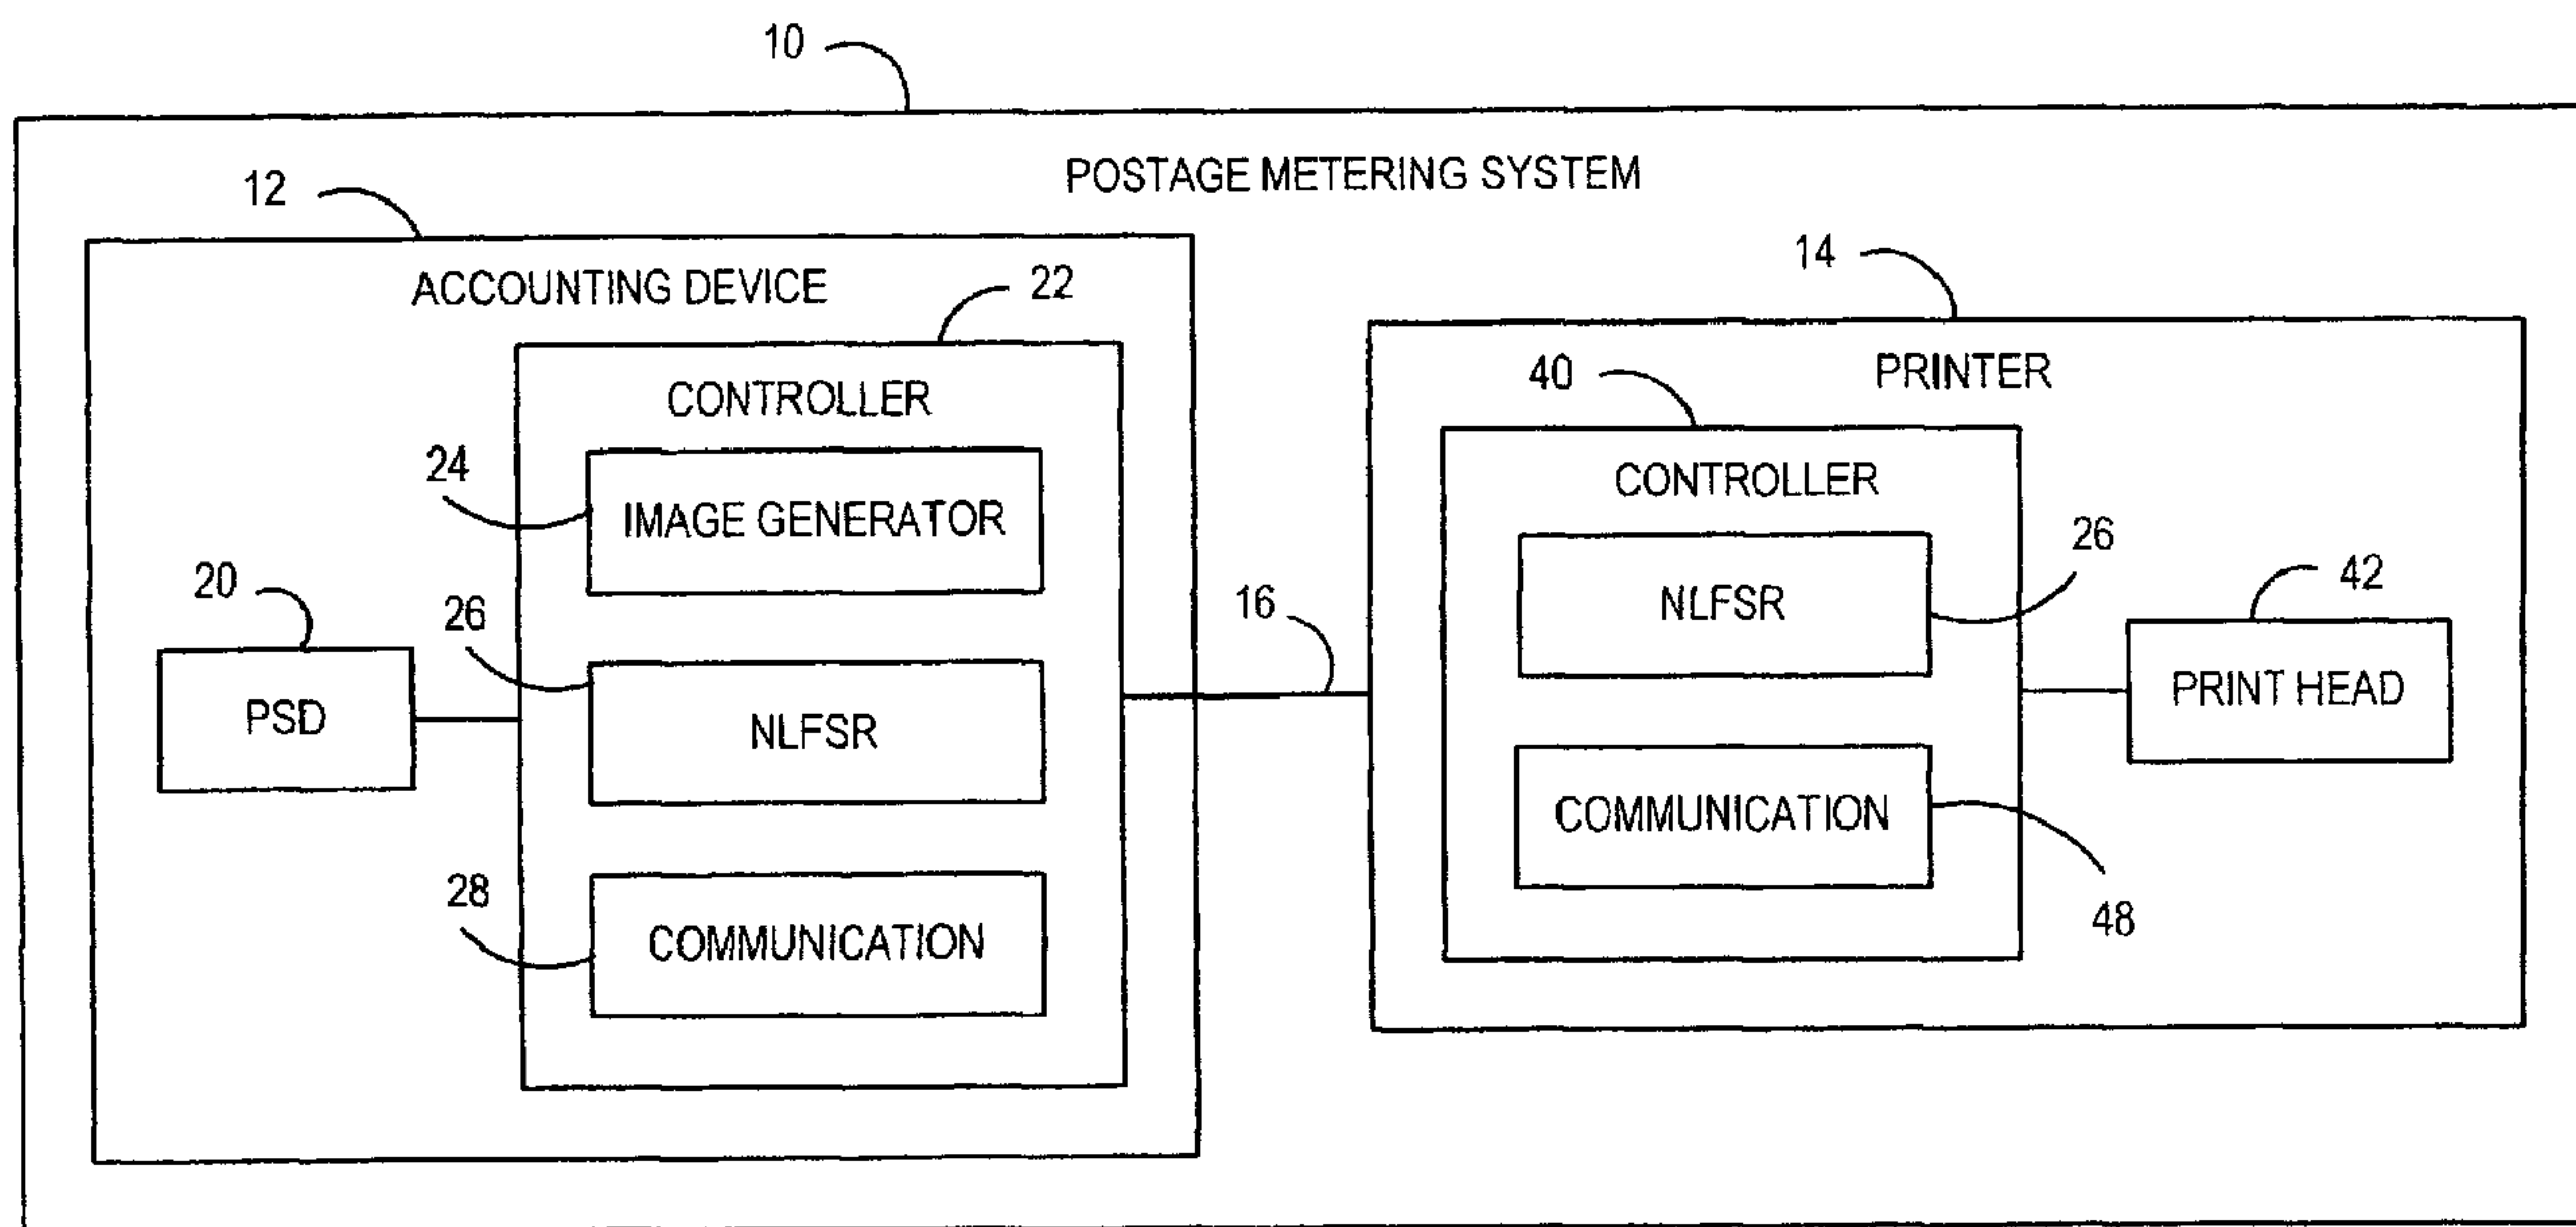 10
POSTAGE METERING SYSTEM
12
ACCOUNTING DEVICE
22
CONTROLLER
24
IMAGE GENERATOR
20
PSD
26
NLFSR
28
COMMUNICATION
16
14
PRINTER
40
CONTROLLER
NLFSR
26
COMMUNICATION
48
42
PRINT HEAD